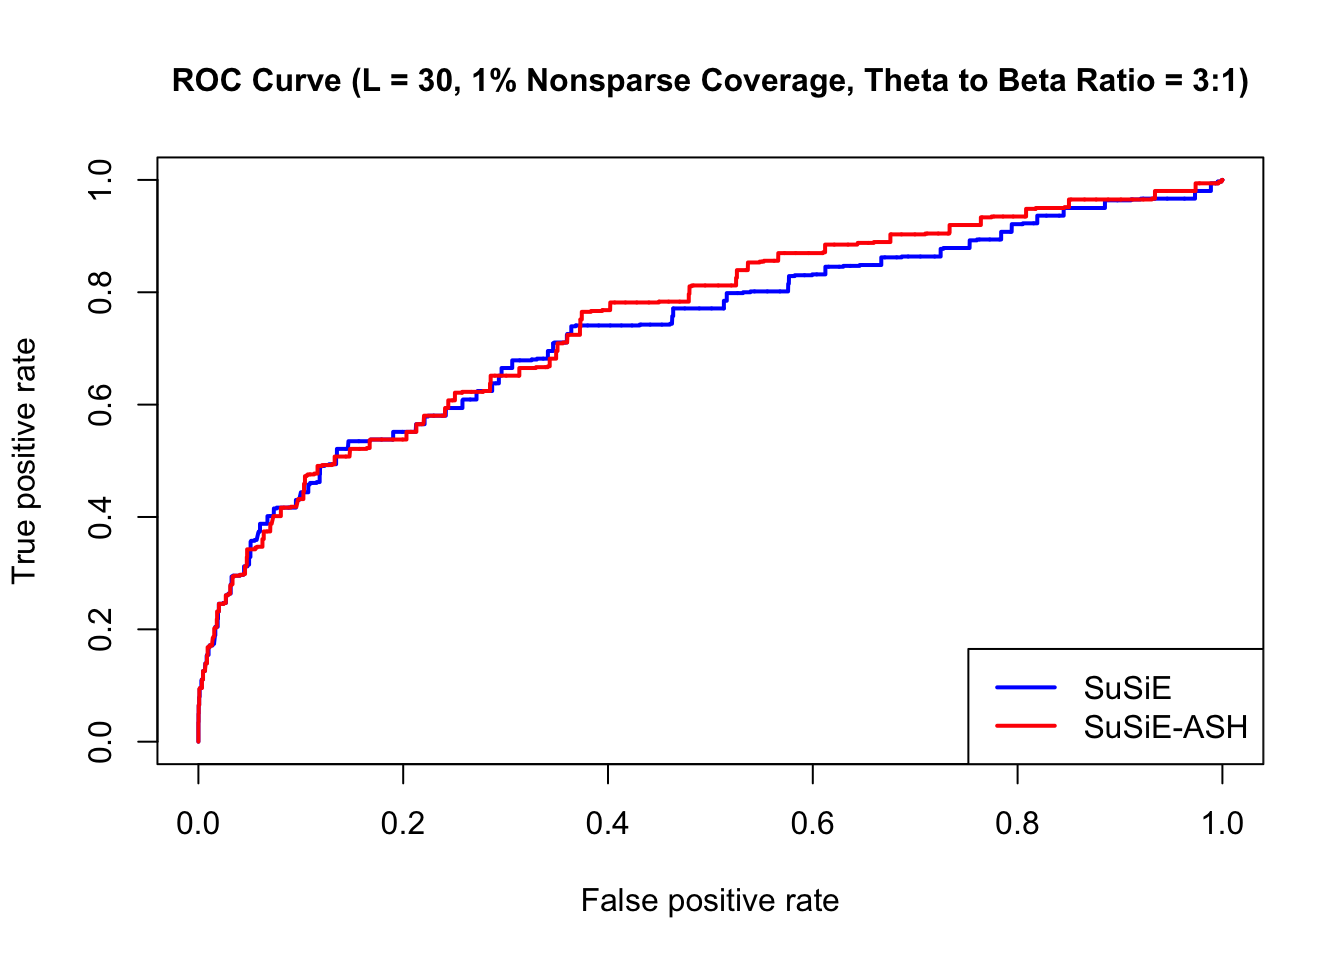 ROC Curve (L = 30, 1% Nonsparse Coverage, Theta to Beta Ratio = 3:1)
True positive rate
1.0
0.8
0.6
0.4
0.2
0.0
SuSiE
SuSiE-ASH
0.0 0.2 0.4 0.6 0.8 1.0
False positive rate